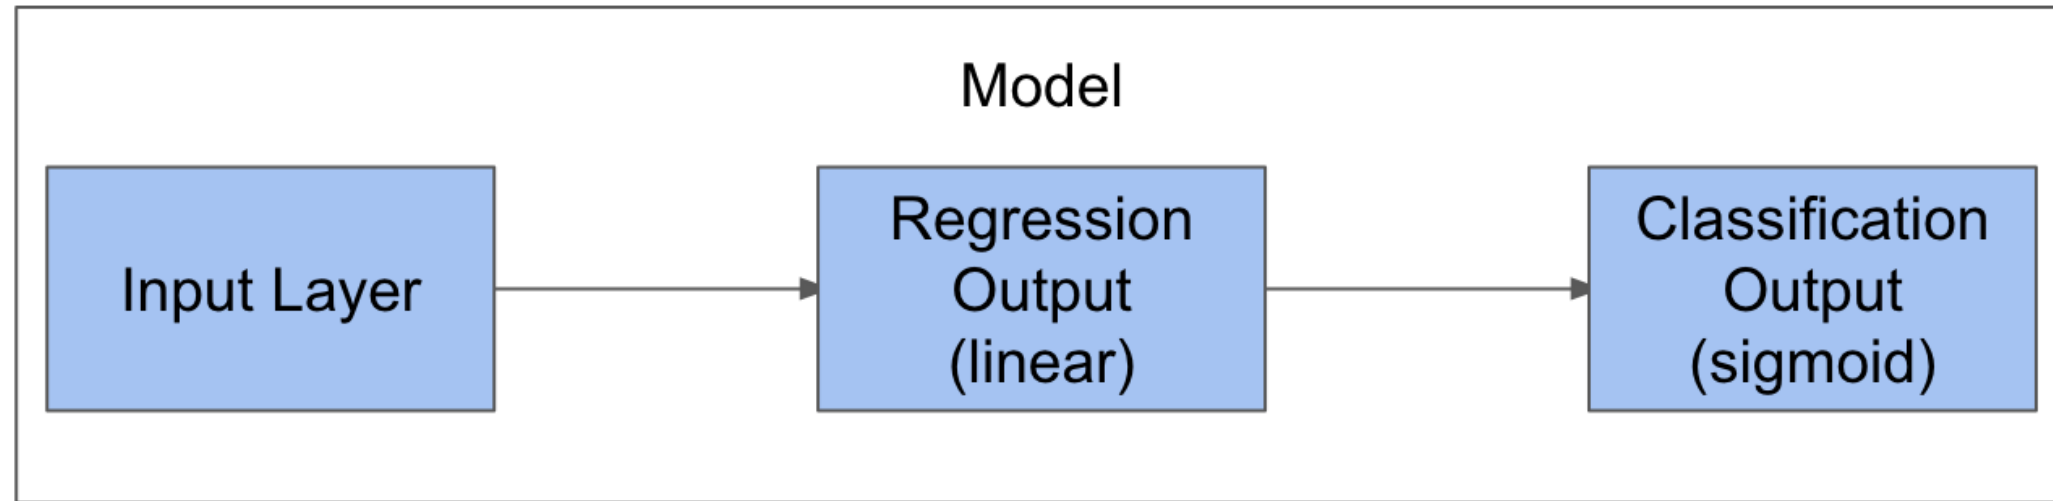 Model
Input Layer
Regression
Output
(linear)
Classification
Output
(sigmoid)